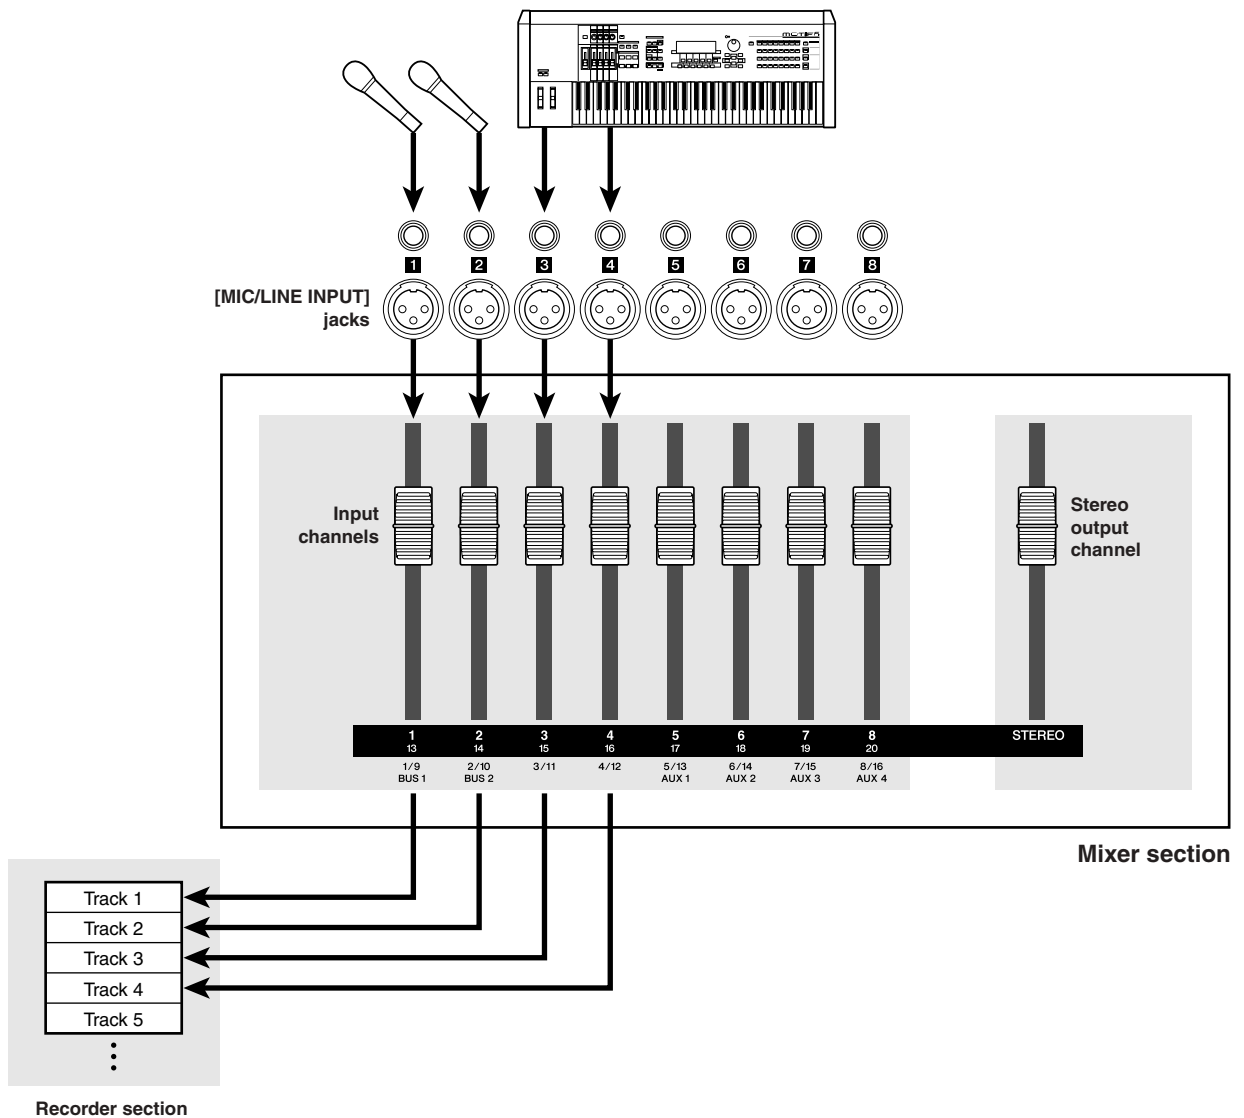 1 2 3 4 5 6 7 8
[MIC/LINE INPUT]
jacks
Input
channels
Stereo
output
channel
1 2 3 4 5 6 7 8 STEREO
13 14 15 16 17 18 19 20
1/9 2/10 3/11 4/12 5/13 6/14 7/15 8/16
BUS 1 BUS 2 AUX 1 AUX 2 AUX 3 AUX 4
Mixer section
Track 1
Track 2
Track 3
Track 4
Track 5
Recorder section